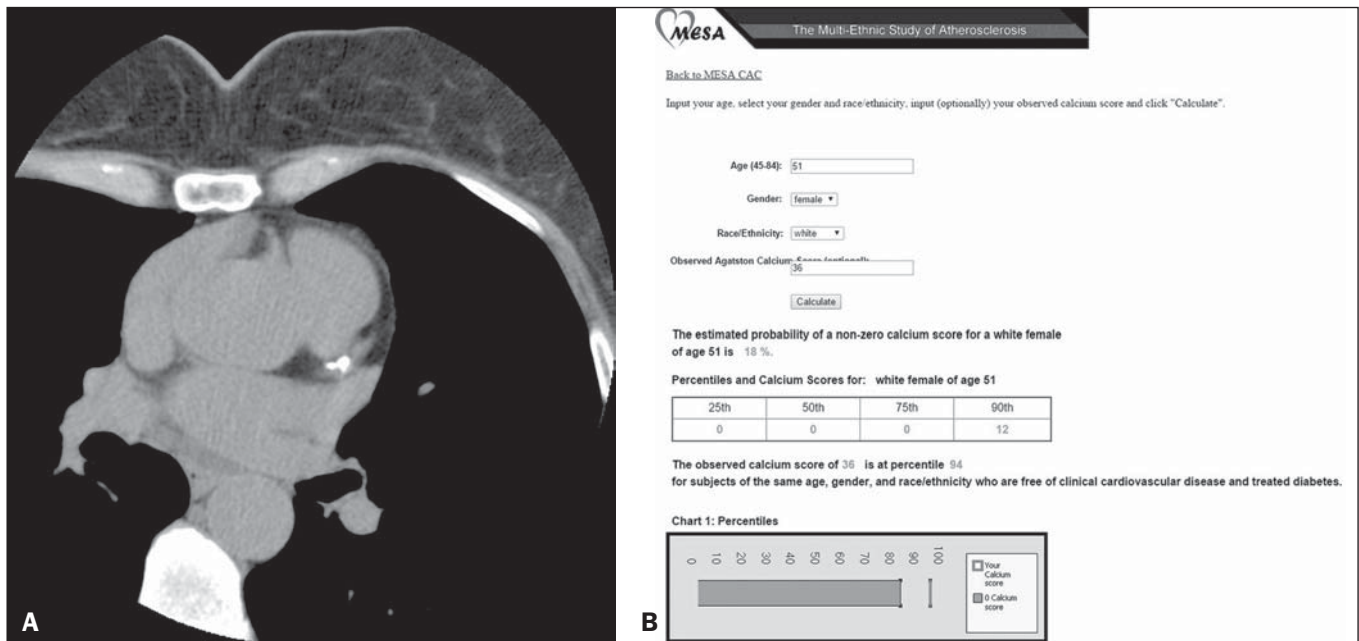 MESA The Multi-Ethnic Study of Atherosclerosis
Back to MESA CAC
Input your age, select your gender and race/ethnicity, input (optionally) your observed calcium score and click "Calculate".
Age (45-84): 51
Gender: female
Race/Ethnicity: white
Observed Agatston Calcium Score (optional):
36
Calculate
The estimated probability of a non-zero calcium score for a white female
of age 51 is 18 %.
Percentiles and Calcium Scores for: white female of age 51
25th 50th 75th 90th
0 0 0 12
The observed calcium score of 36 is at percentile 94
for subjects of the same age, gender, and race/ethnicity who are free of clinical cardiovascular disease and treated diabetes.
Chart 1: Percentiles
0 10 20 30 40 50 60 70 80 90 100
Your
Calcium
score
0 Calcium
score
A
B